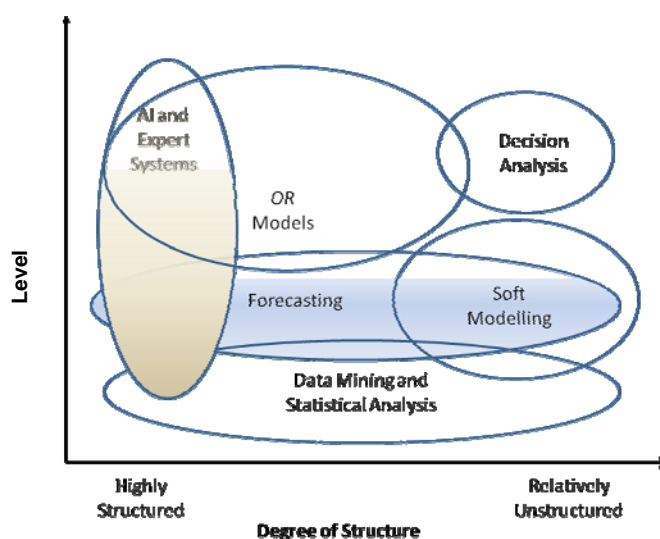 AI and
Expert
Systems
Decision
Analysis
OR
Models
Level
Forecasting
Soft
Modelling
Data Mining and
Statistical Analysis
Highly
Structured
Relatively
Unstructured
Degree of Structure